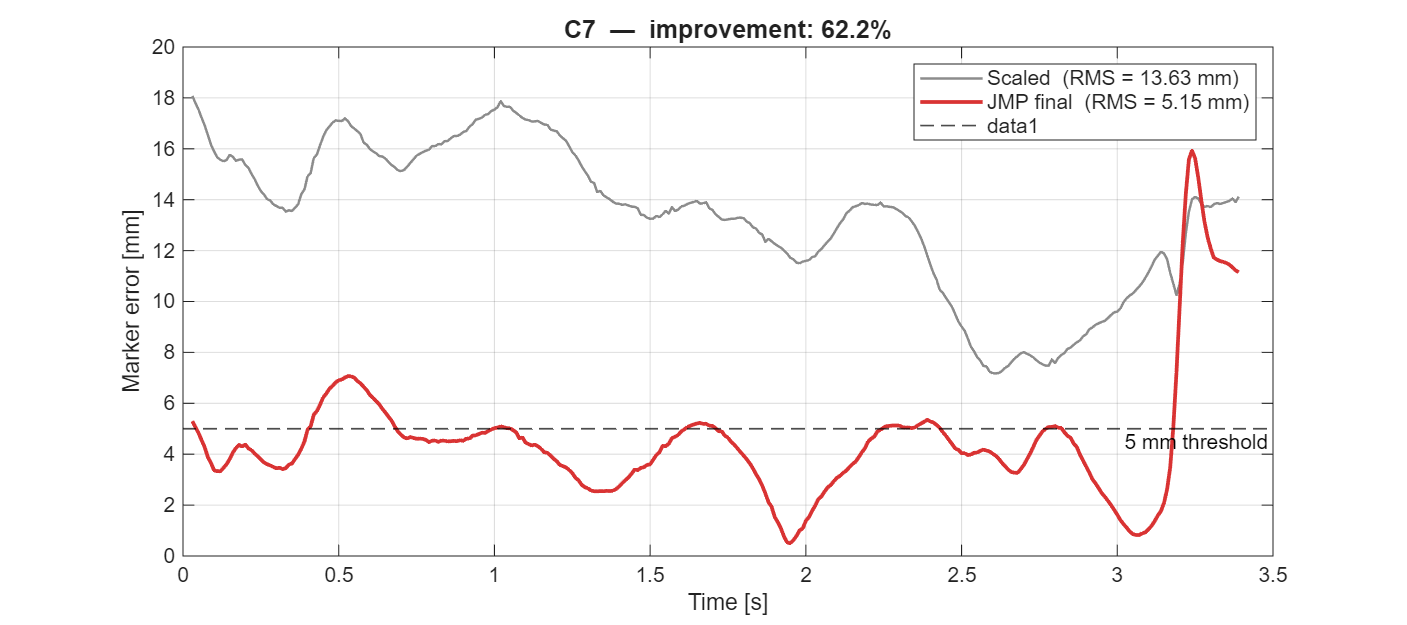 C7 — improvement: 62.2%
20
18
16
14
12
10
8
6
4
2
0
Marker error [mm]
Scaled (RMS = 13.63 mm)
JMP final (RMS = 5.15 mm)
data1
5 mm threshold
0 0.5 1 1.5 2 2.5 3 3.5
Time [s]